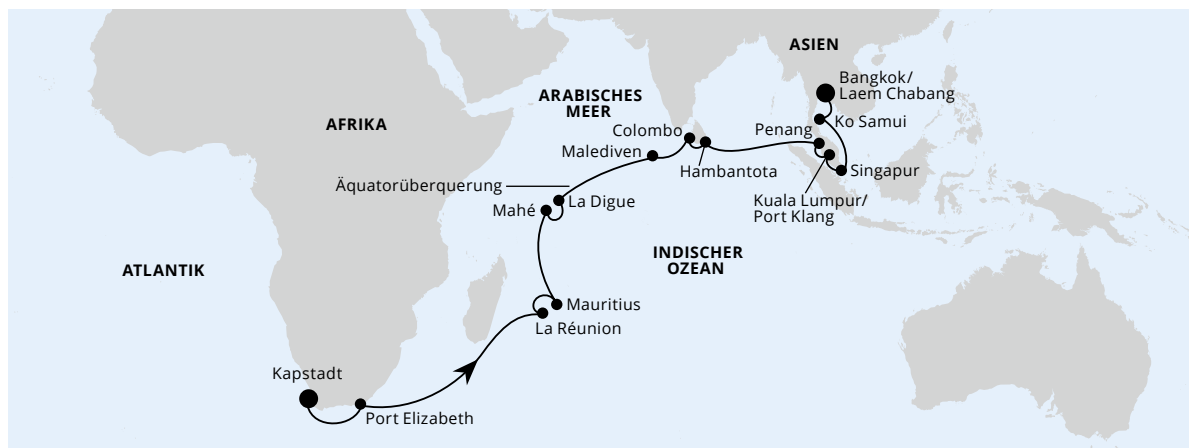 ASIEN
Bangkok/
Laem Chabang
ARABISCHES
MEER
AFRIKA
Ko Samui
Colombo
Penang
Malediven
Hambantota
Singapur
Äquatorüberquerung
Kuala Lumpur/
Port Klang
La Digue
Mahé
INDISCHER
OZEAN
ATLANTIK
Mauritius
La Réunion
Kapstadt
Port Elizabeth